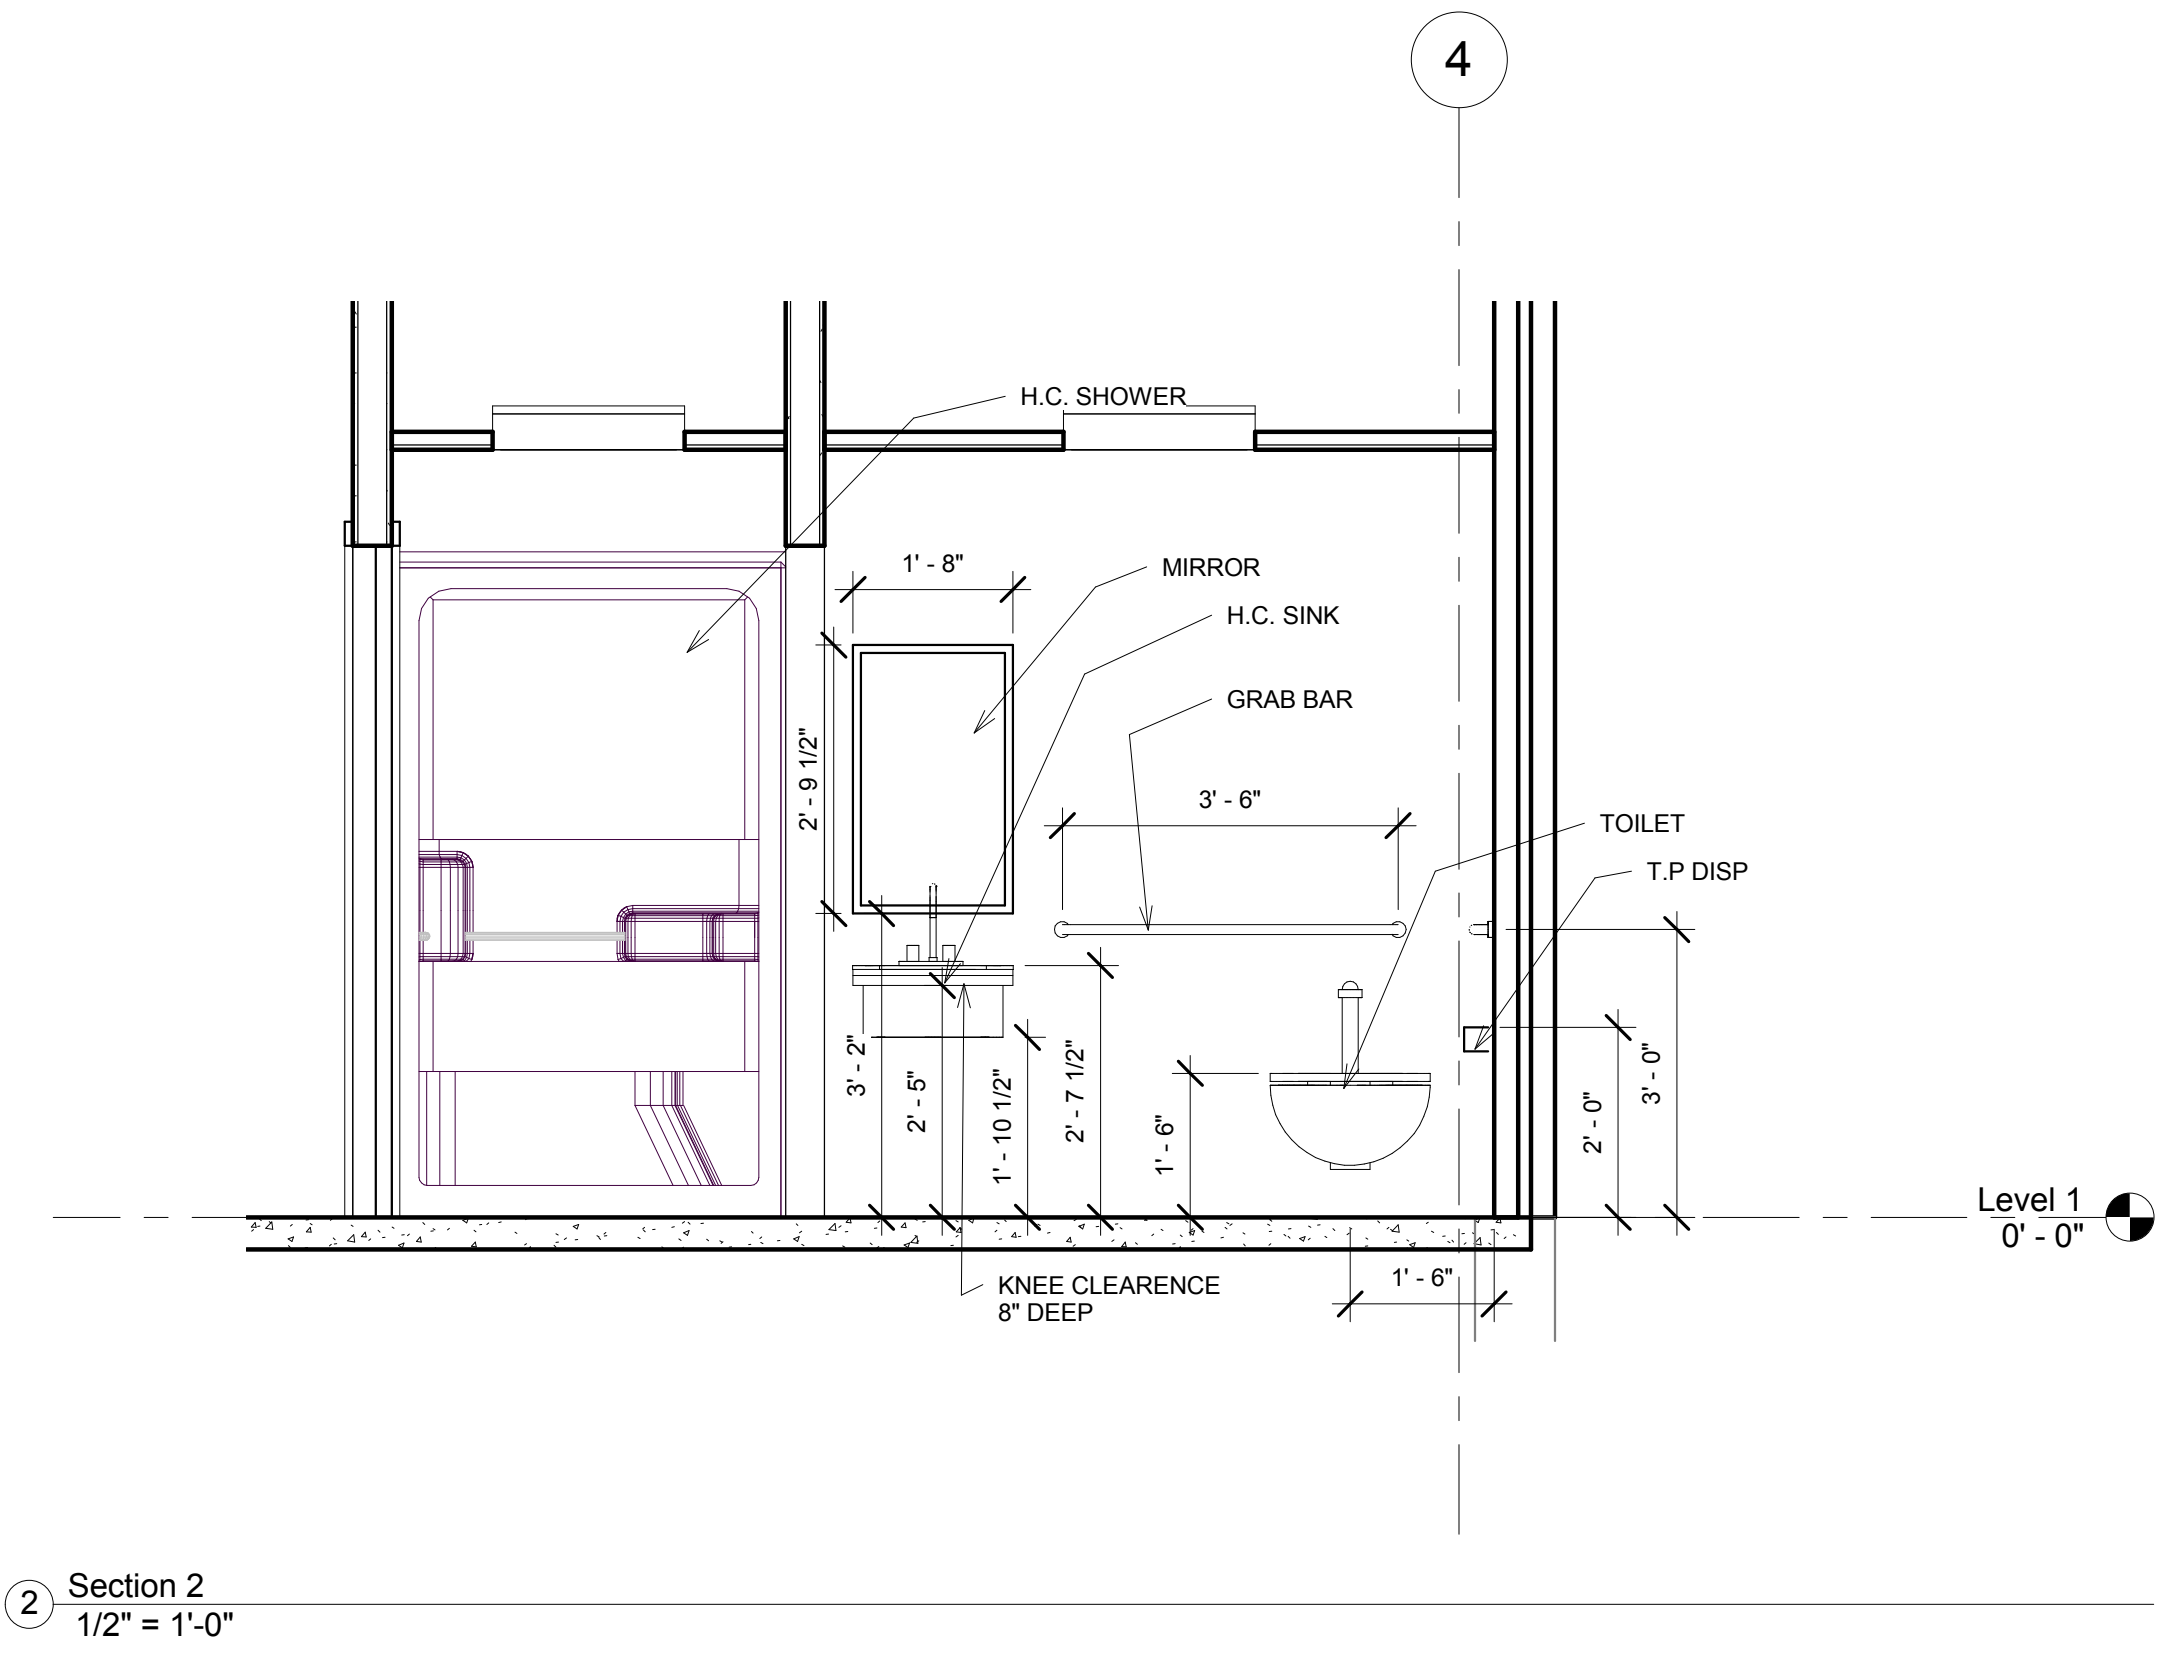 4
H.C. SHOWER
1' - 8"
MIRROR
H.C. SINK
GRAB BAR
2' - 9 1/2"
3' - 6"
TOILET
T.P DISP
3' - 2"
2' - 5"
1' - 10 1/2"
2' - 7 1/2"
1' - 6"
2' - 0"
3' - 0"
Level 1
0' - 0"
KNEE CLEARENCE
8" DEEP
1' - 6"
2
Section 2
1/2" = 1'-0"